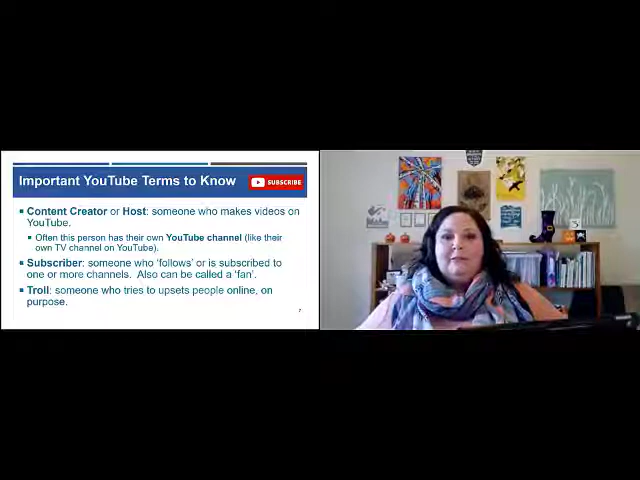 Important YouTube Terms to Know
SUBSCRIBE
Content Creator or Host: someone who makes videos on
YouTube.
Often this person has their own YouTube channel (like their
own TV channel on YouTube).
Subscriber: someone who ‘follows’ or is subscribed to
one or more channels. Also can be called a ‘fan’.
Troll: someone who tries to upsets people online, on
purpose.
7